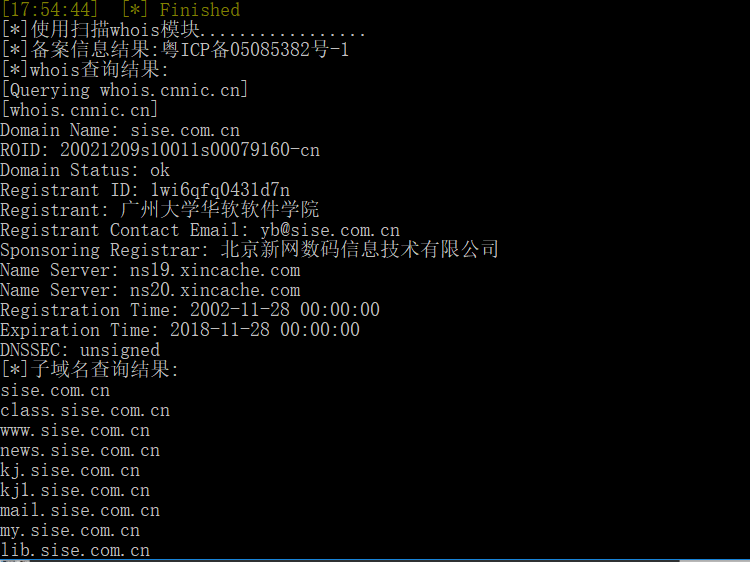 [17:54:44] [*] Finished
[*]使用扫描whois模块.................
[*]备案信息结果:粤ICP备05085382号-1
[*]whois查询结果:
[Querying whois.cnnic.cn]
[whois.cnnic.cn]
Domain Name: sise.com.cn
ROID: 20021209s10011s00079160-cn
Domain Status: ok
Registrant ID: lwi6qfq0431d7n
Registrant: 广州大学华软软件学院
Registrant Contact Email: yb@sise.com.cn
Sponsoring Registrar: 北京新网数码信息技术有限公司
Name Server: ns19.xincache.com
Name Server: ns20.xincache.com
Registration Time: 2002-11-28 00:00:00
Expiration Time: 2018-11-28 00:00:00
DNSSEC: unsigned
[*]子域名查询结果:
sise.com.cn
class.sise.com.cn
www.sise.com.cn
news.sise.com.cn
kj.sise.com.cn
kjl.sise.com.cn
mail.sise.com.cn
my.sise.com.cn
lib.sise.com.cn